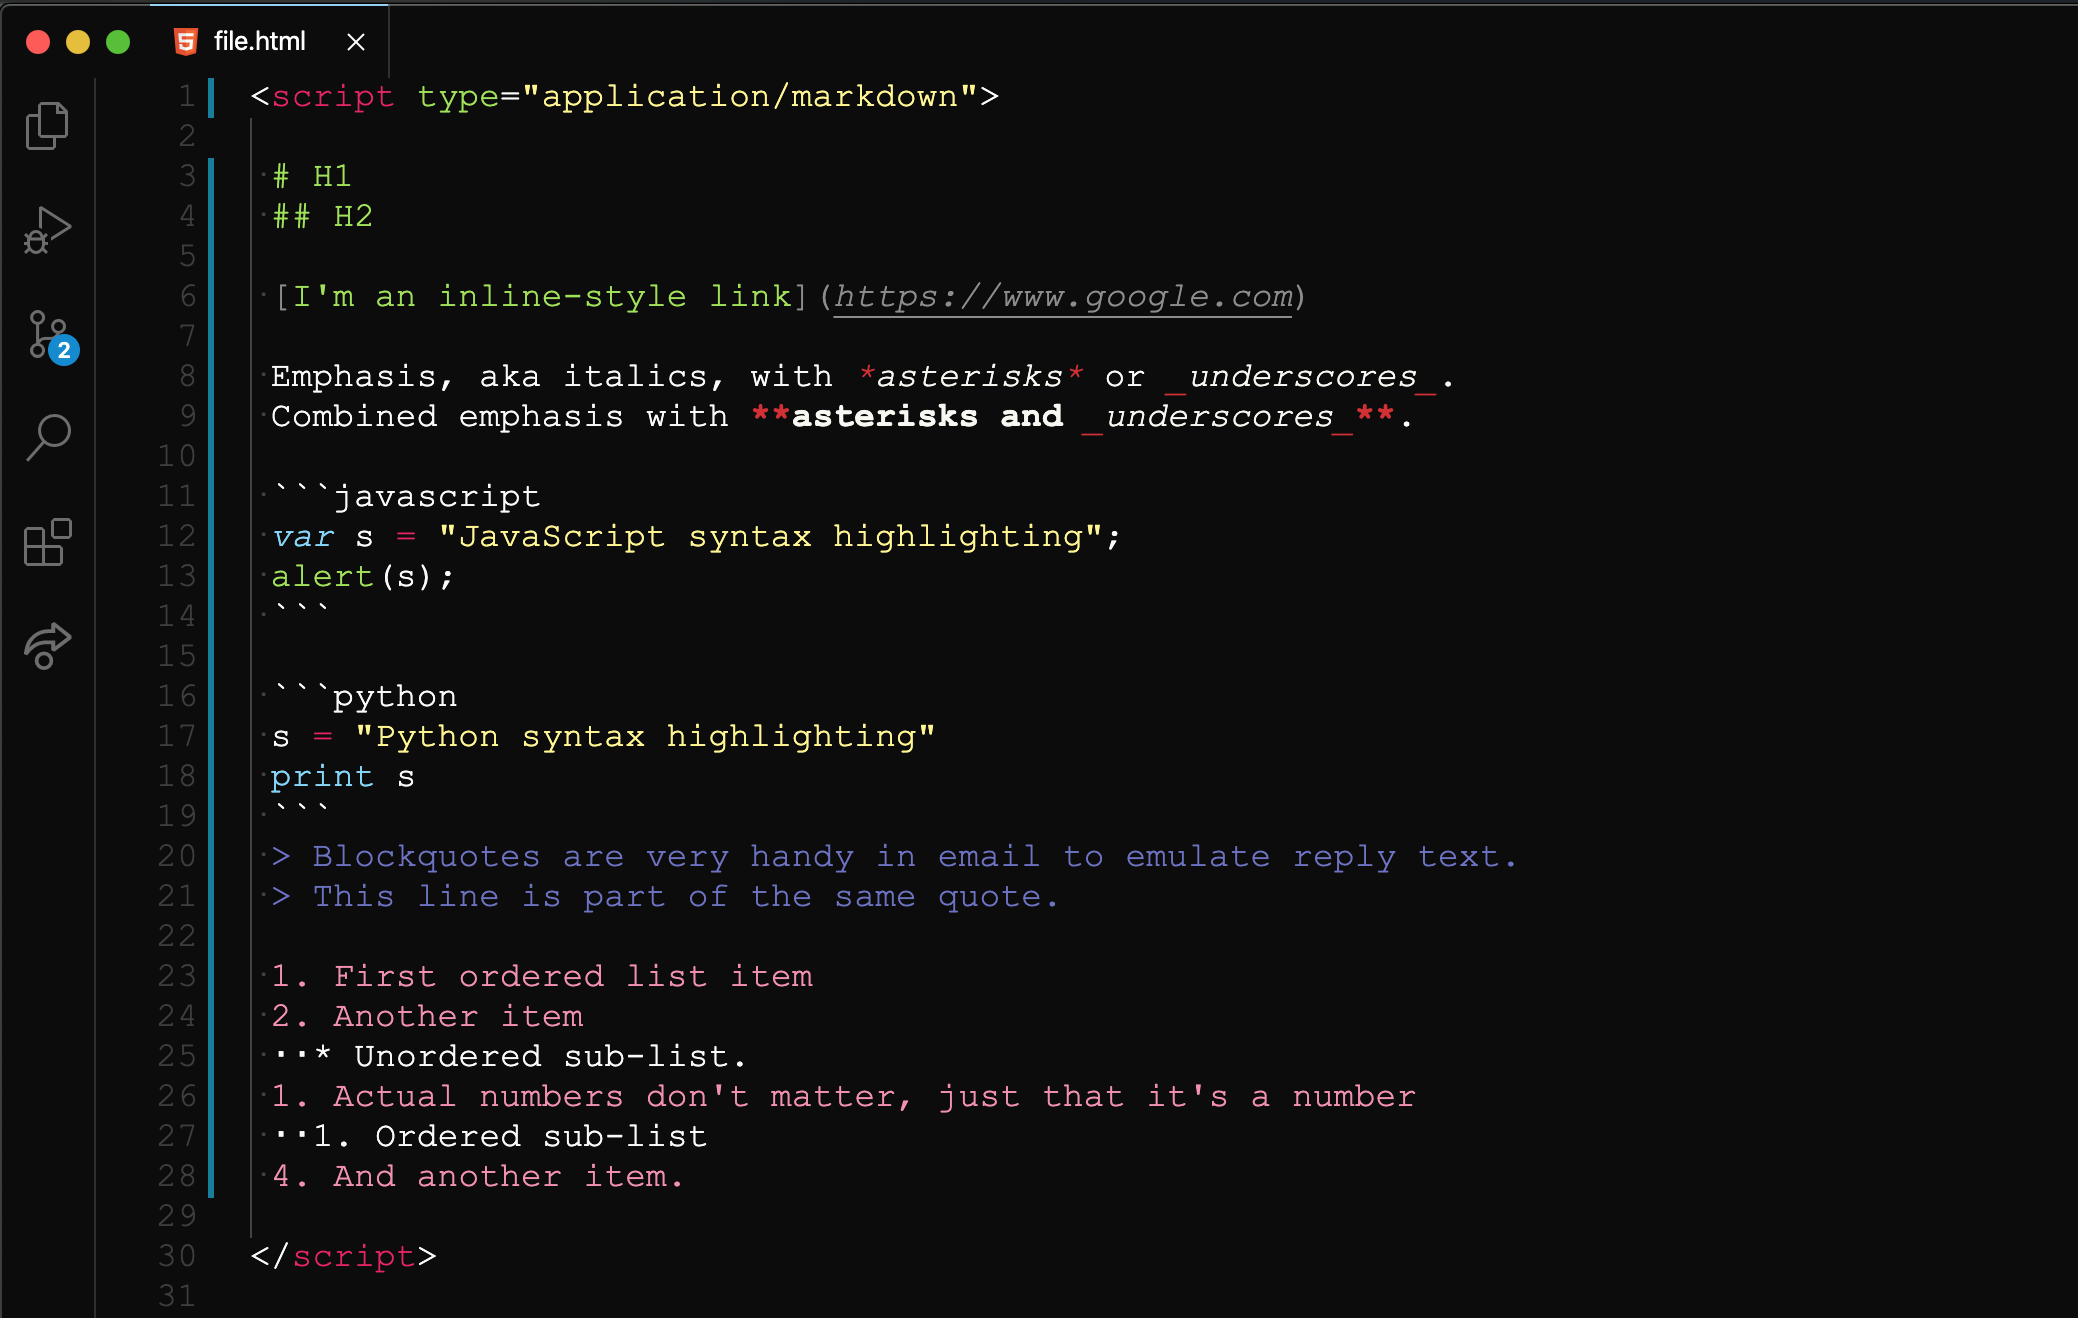 file.html
1 <script type="application/markdown">
2
3 # H1
4 ## H2
5
6 [I'm an inline-style link](https://www.google.com)
7
8 Emphasis, aka italics, with *asterisks* or _underscores_.
9 Combined emphasis with **asterisks and _underscores_**.
10
11 ```javascript
12 var s = "JavaScript syntax highlighting";
13 alert(s);
14 ```
15
16 ```python
17 s = "Python syntax highlighting"
18 print s
19 ```
20 > Blockquotes are very handy in email to emulate reply text.
21 > This line is part of the same quote.
22
23 1. First ordered list item
24 2. Another item
25 ··* Unordered sub-list.
26 1. Actual numbers don't matter, just that it's a number
27 ··1. Ordered sub-list
28 4. And another item.
29
30 </script>
31
2